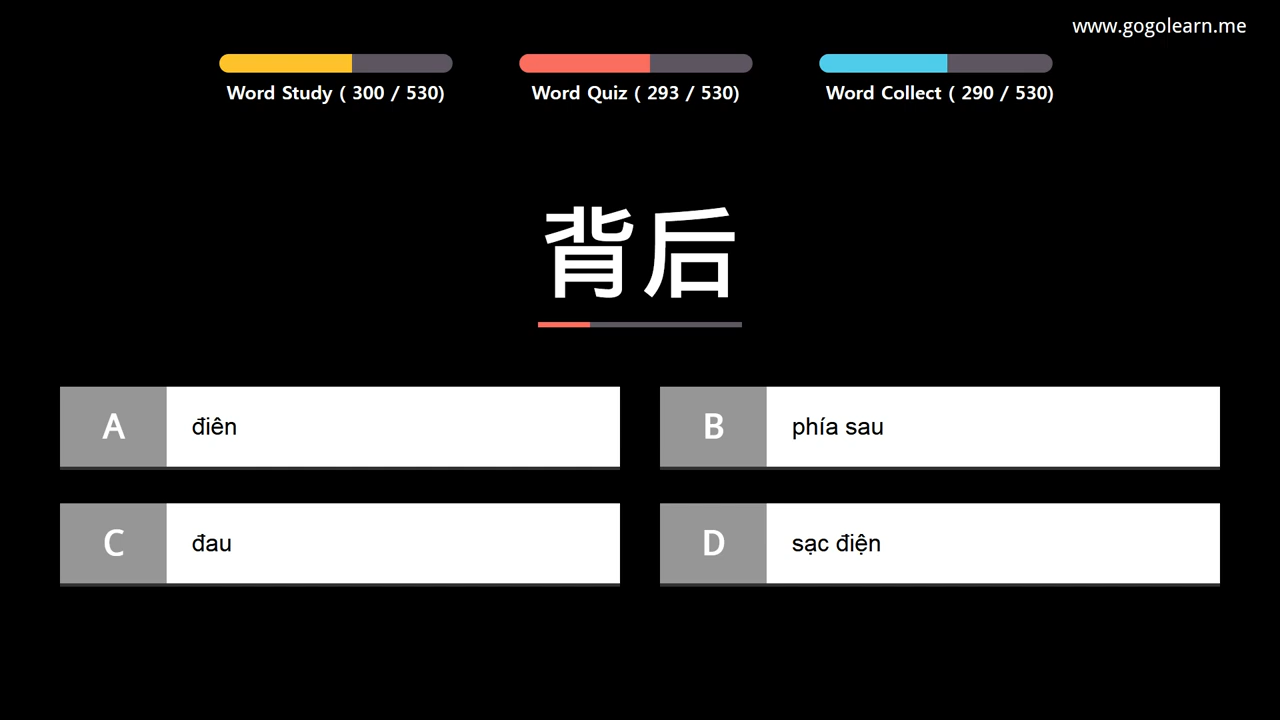 www.gogolearn.me
Word Study ( 300 / 530)
Word Quiz ( 293 / 530)
Word Collect ( 290 / 530)
背后
A điên
B phía sau
C đau
D sạc điện